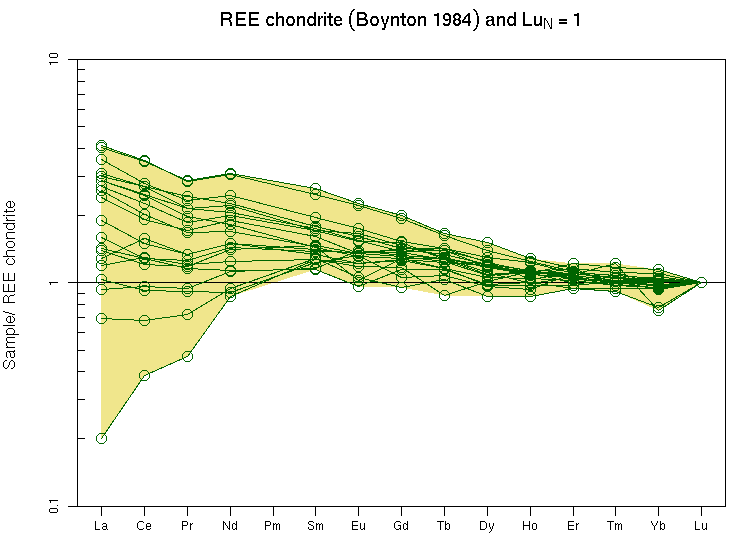 REE chondrite (Boynton 1984) and LuN = 1
10
1
0.1
Sample/ REE chondrite
La Ce Pr Nd Pm Sm Eu Gd Tb Dy Ho Er Tm Yb Lu